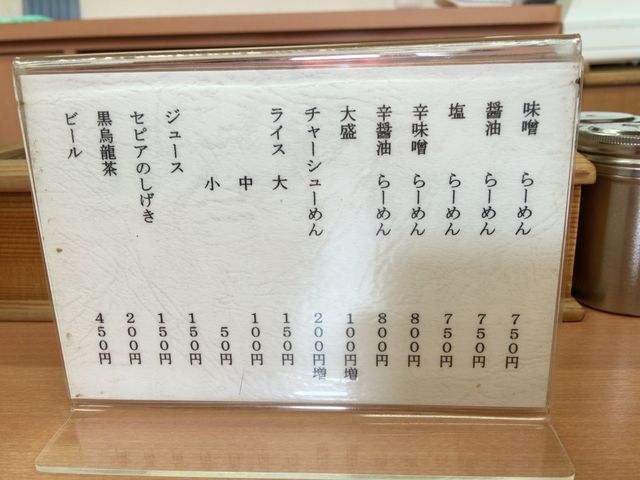 味噌 らーめん 750円
醤油 らーめん 750円
塩 らーめん 750円
辛味噌 らーめん 800円
辛醤油 らーめん 800円
大盛 100円増
チャーシューめん 200円増
ライス 大 150円
中 100円
小 50円
ジュース 150円
セピアのしげき 150円
黒烏龍茶 200円
ビール 450円